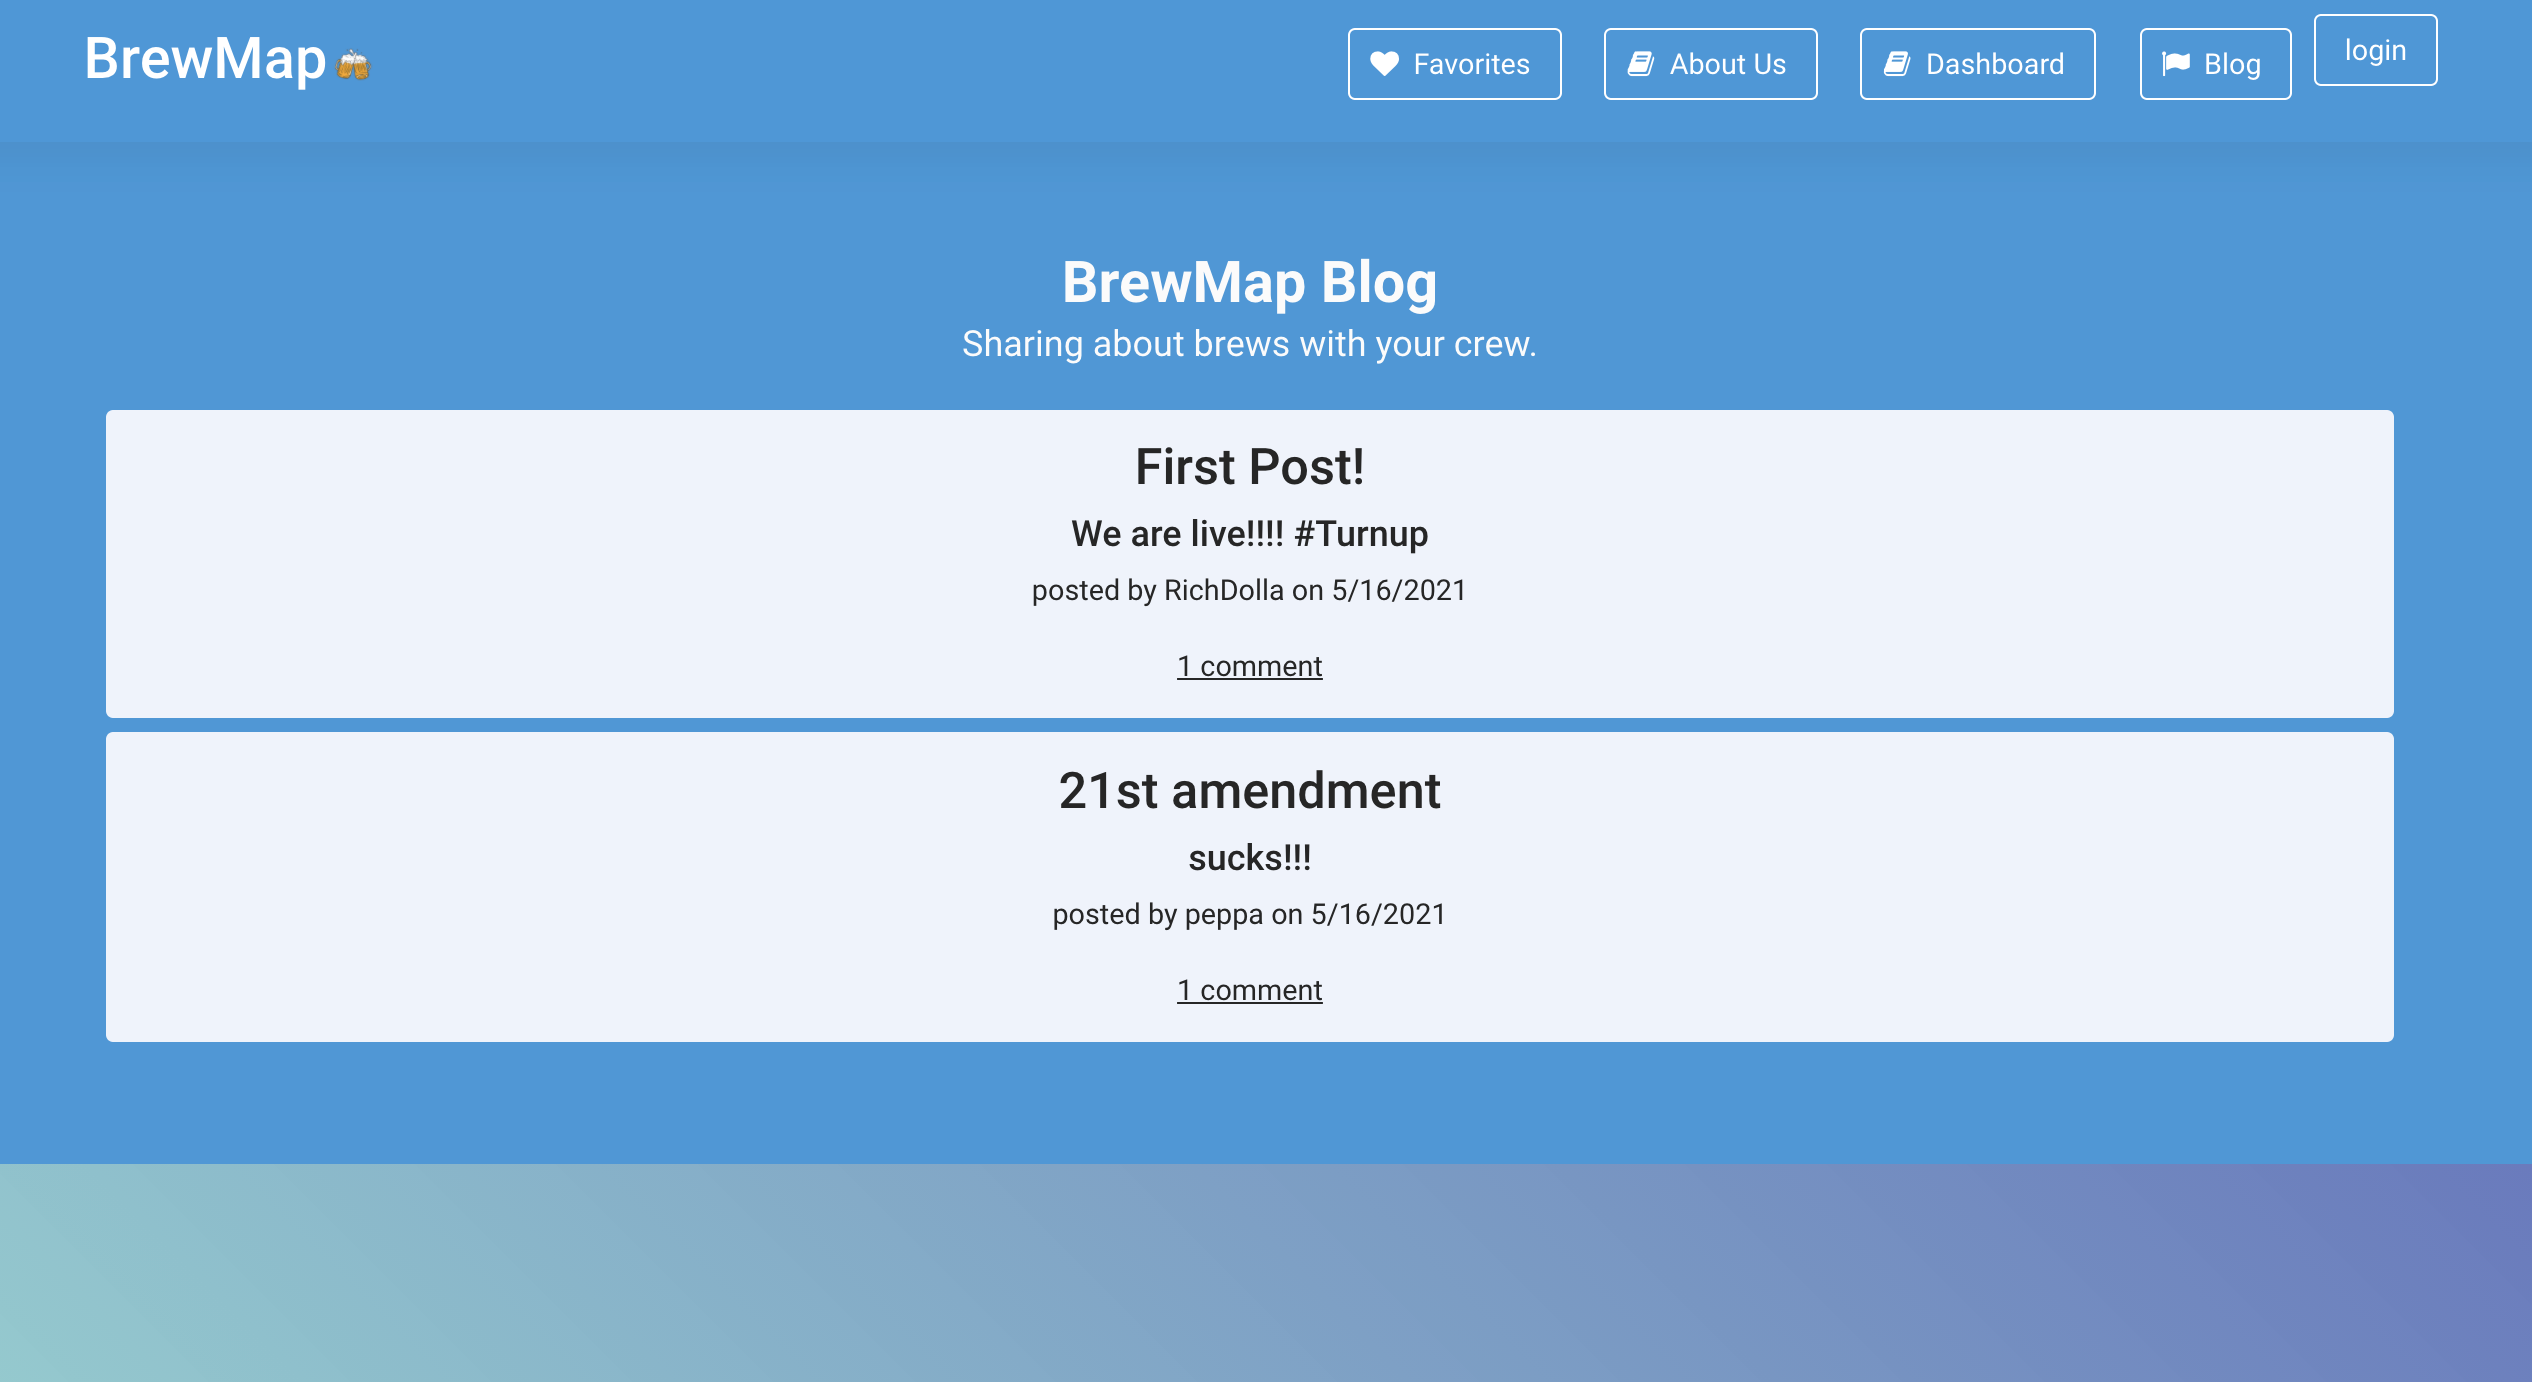 BrewMap🍻
Favorites
About Us
Dashboard
Blog
login
BrewMap Blog
Sharing about brews with your crew.
First Post!
We are live!!!! #Turnup
posted by RichDolla on 5/16/2021
1 comment
21st amendment
sucks!!!
posted by peppa on 5/16/2021
1 comment